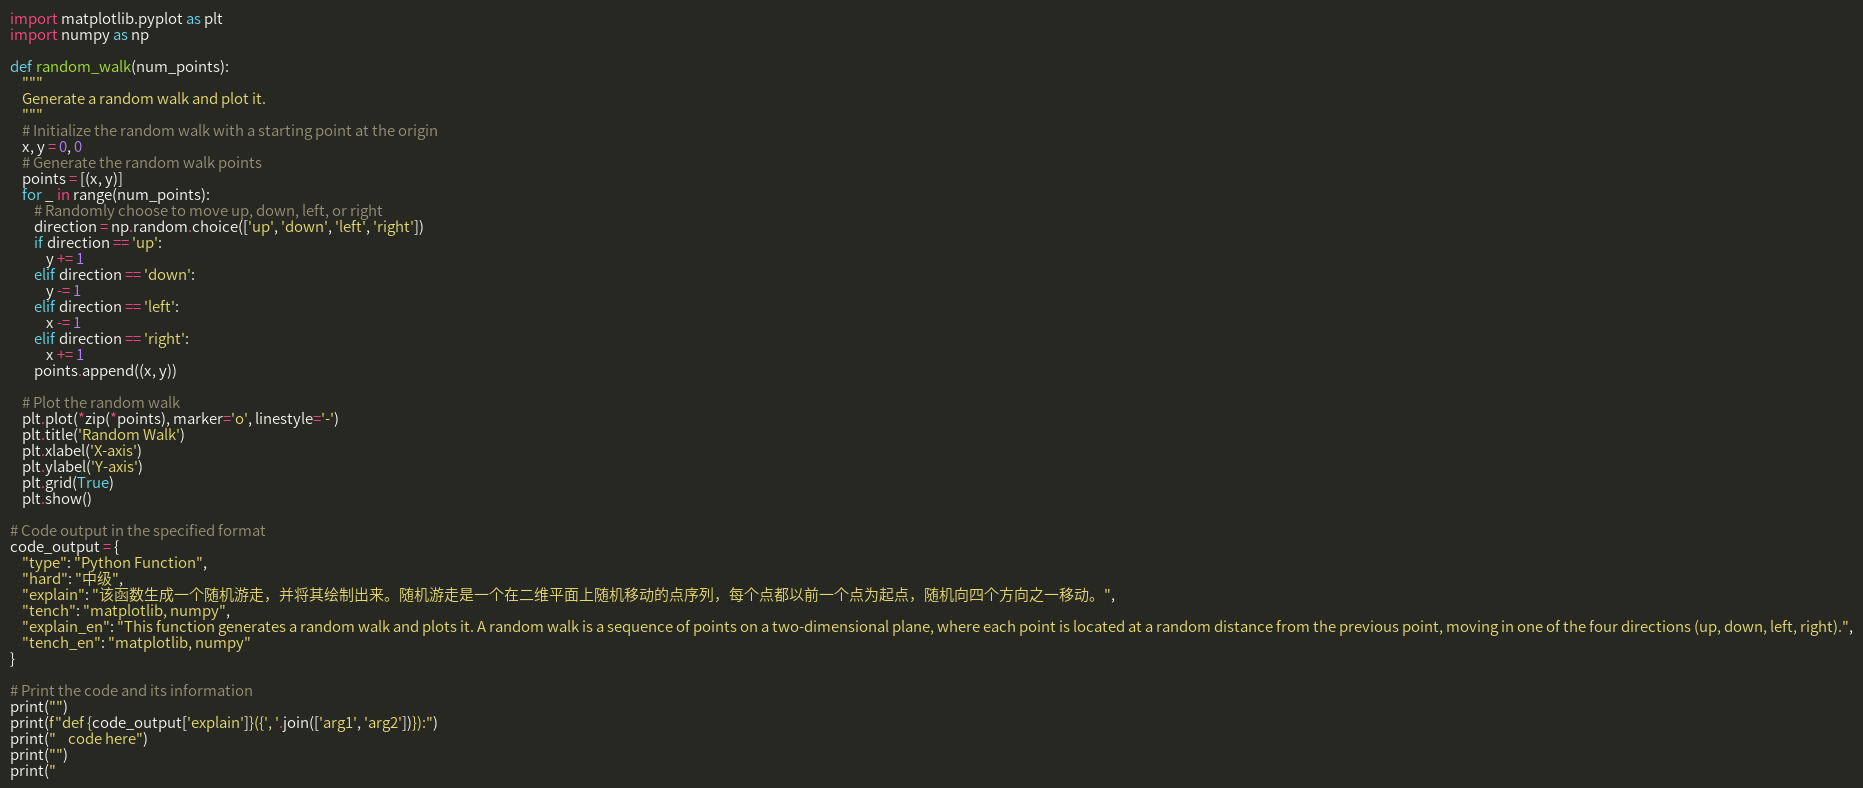 import matplotlib.pyplot as plt
import numpy as np

def random_walk(num_points):
    """
    Generate a random walk and plot it.
    """
    # Initialize the random walk with a starting point at the origin
    x, y = 0, 0
    # Generate the random walk points
    points = [(x, y)]
    for _ in range(num_points):
        # Randomly choose to move up, down, left, or right
        direction = np.random.choice(['up', 'down', 'left', 'right'])
        if direction == 'up':
            y += 1
        elif direction == 'down':
            y -= 1
        elif direction == 'left':
            x -= 1
        elif direction == 'right':
            x += 1
        points.append((x, y))

    # Plot the random walk
    plt.plot(*zip(*points), marker='o', linestyle='-')
    plt.title('Random Walk')
    plt.xlabel('X-axis')
    plt.ylabel('Y-axis')
    plt.grid(True)
    plt.show()

# Code output in the specified format
code_output = {
    "type": "Python Function",
    "hard": "中级",
    "explain": "该函数生成一个随机游走，并将其绘制出来。随机游走是一个在二维平面上随机移动的点序列，每个点都以前一个点为起点，随机向四个方向之一移动。",
    "tench": "matplotlib, numpy",
    "explain_en": "This function generates a random walk and plots it. A random walk is a sequence of points on a two-dimensional plane, where each point is located at a random distance from the previous point, moving in one of the four directions (up, down, left, right).",
    "tench_en": "matplotlib, numpy"
}

# Print the code and its information
print("")
print(f"def {code_output['explain']}({', '.join(['arg1', 'arg2'])}):")
print("    code here")
print("")
print("